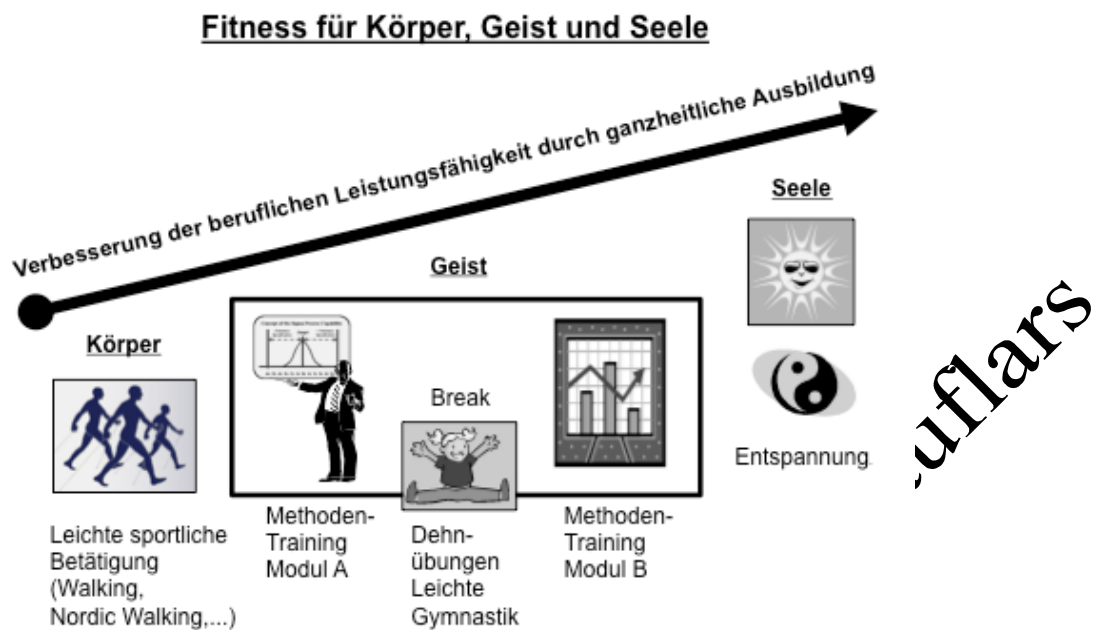 Fitness für Körper, Geist und Seele
Verbesserung der beruflichen Leistungsfähigkeit durch ganzheitliche Ausbildung
Seele
Geist
Körper
Break
Entspannung
Methoden-
Training
Modul A
Dehn-
übungen
Leichte
Gymnastik
Methoden-
Training
Modul B
Leichte sportliche
Betätigung
(Walking,
Nordic Walking,...)
uflars